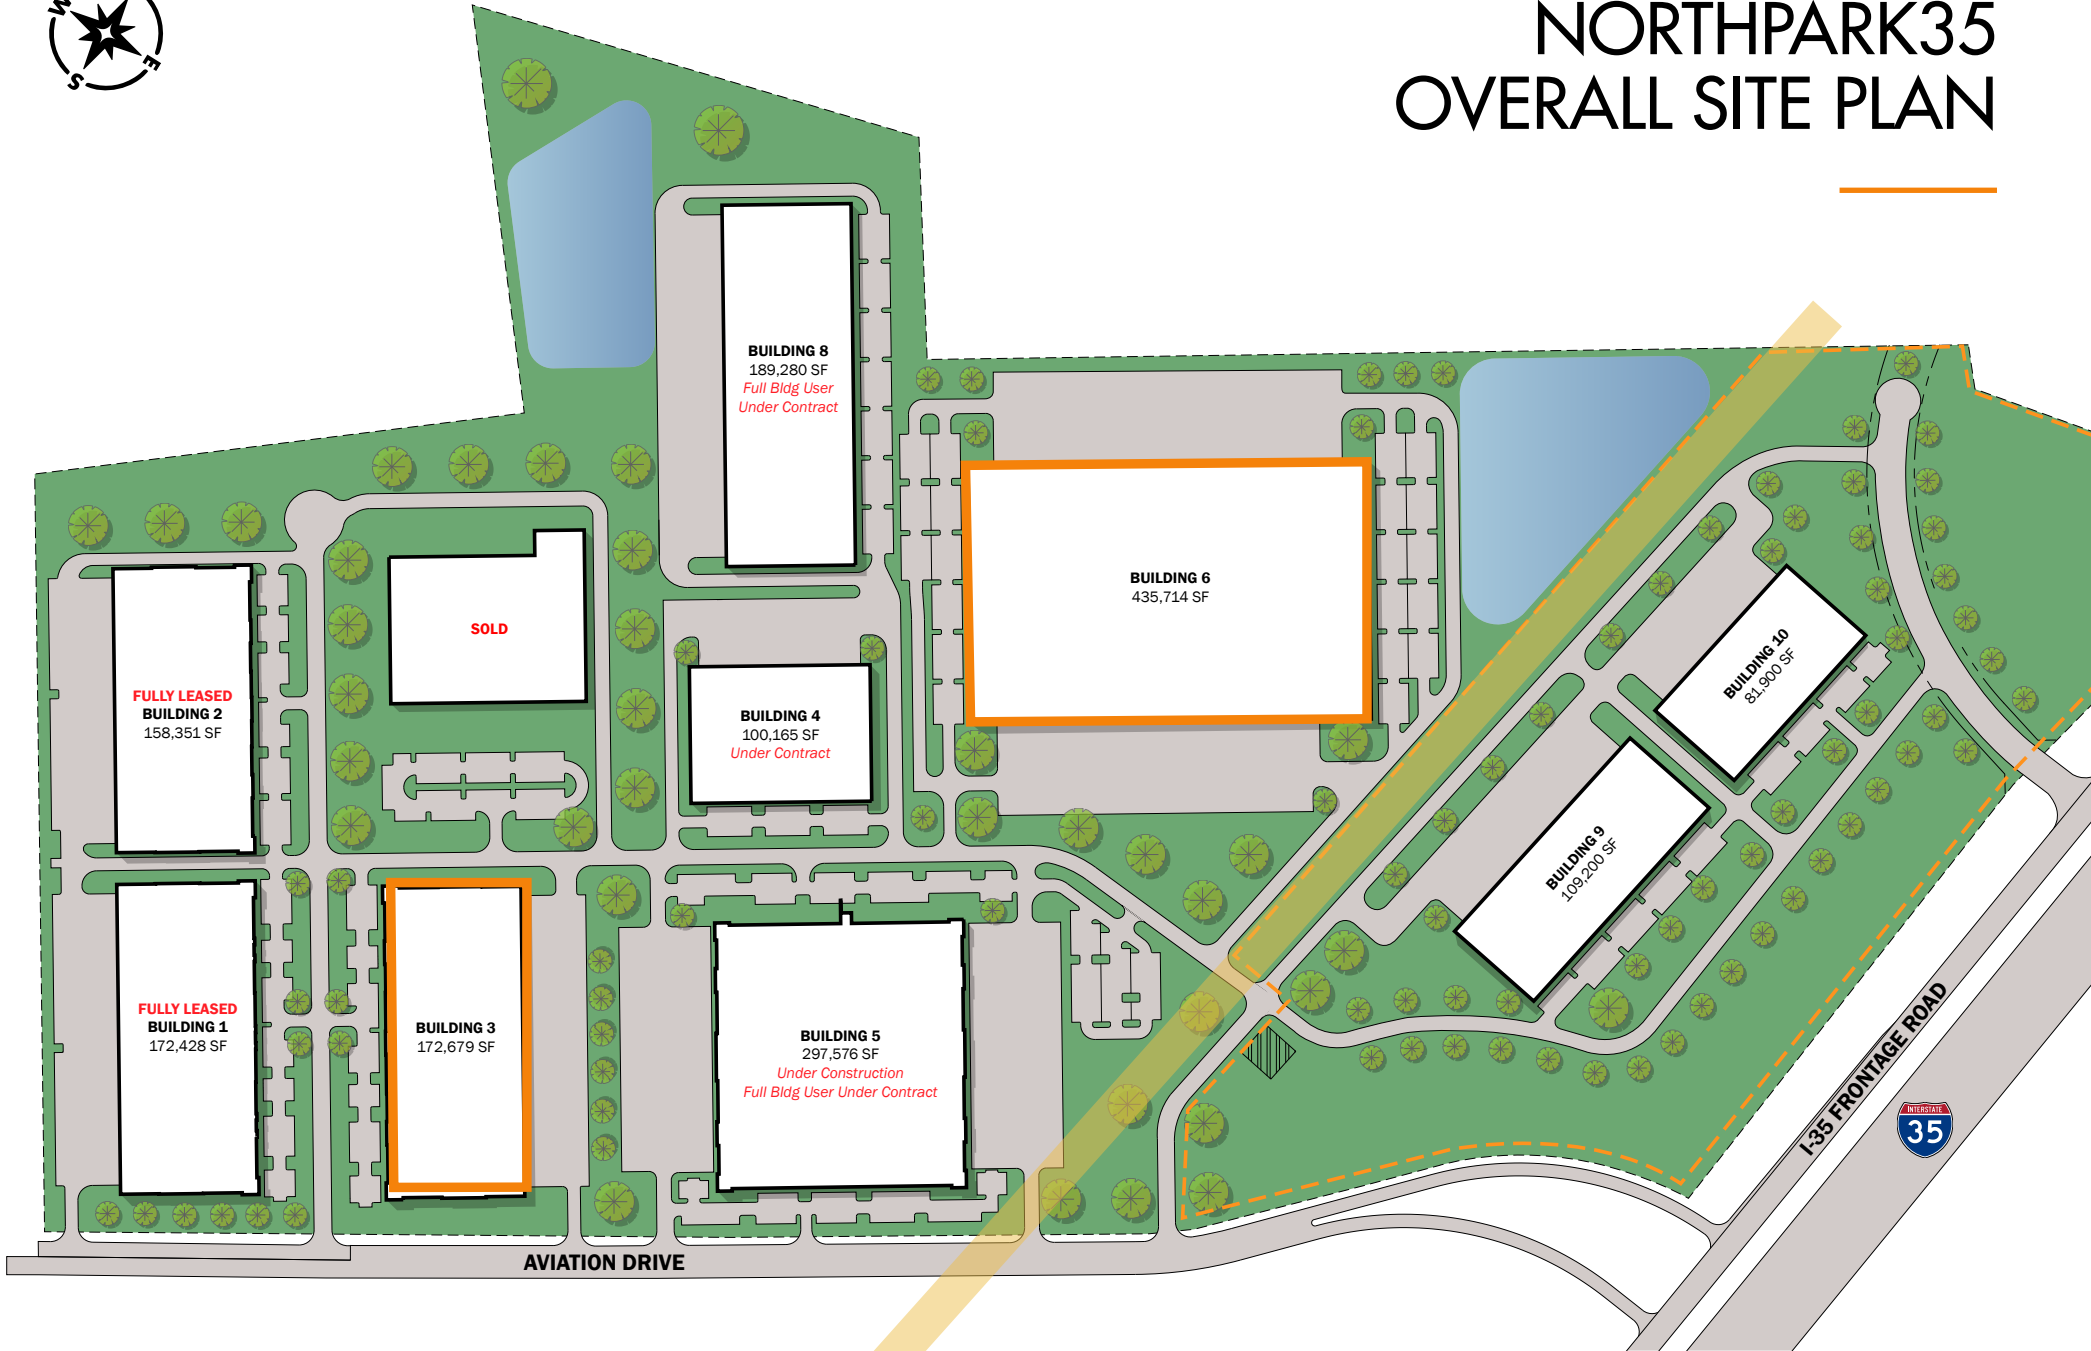 NORTHPARK35
OVERALL SITE PLAN
W
S
E
BUILDING 8
189,280 SF
Full Bldg User
Under Contract
BUILDING 6
435,714 SF
SOLD
FULLY LEASED
BUILDING 2
158,351 SF
BUILDING 4
100,165 SF
Under Contract
BUILDING 10
81,900 SF
BUILDING 9
109,200 SF
FULLY LEASED
BUILDING 1
172,428 SF
BUILDING 3
172,679 SF
BUILDING 5
297,576 SF
Under Construction
Full Bldg User Under Contract
I-35 FRONTAGE ROAD
INTERSTATE
35
AVIATION DRIVE